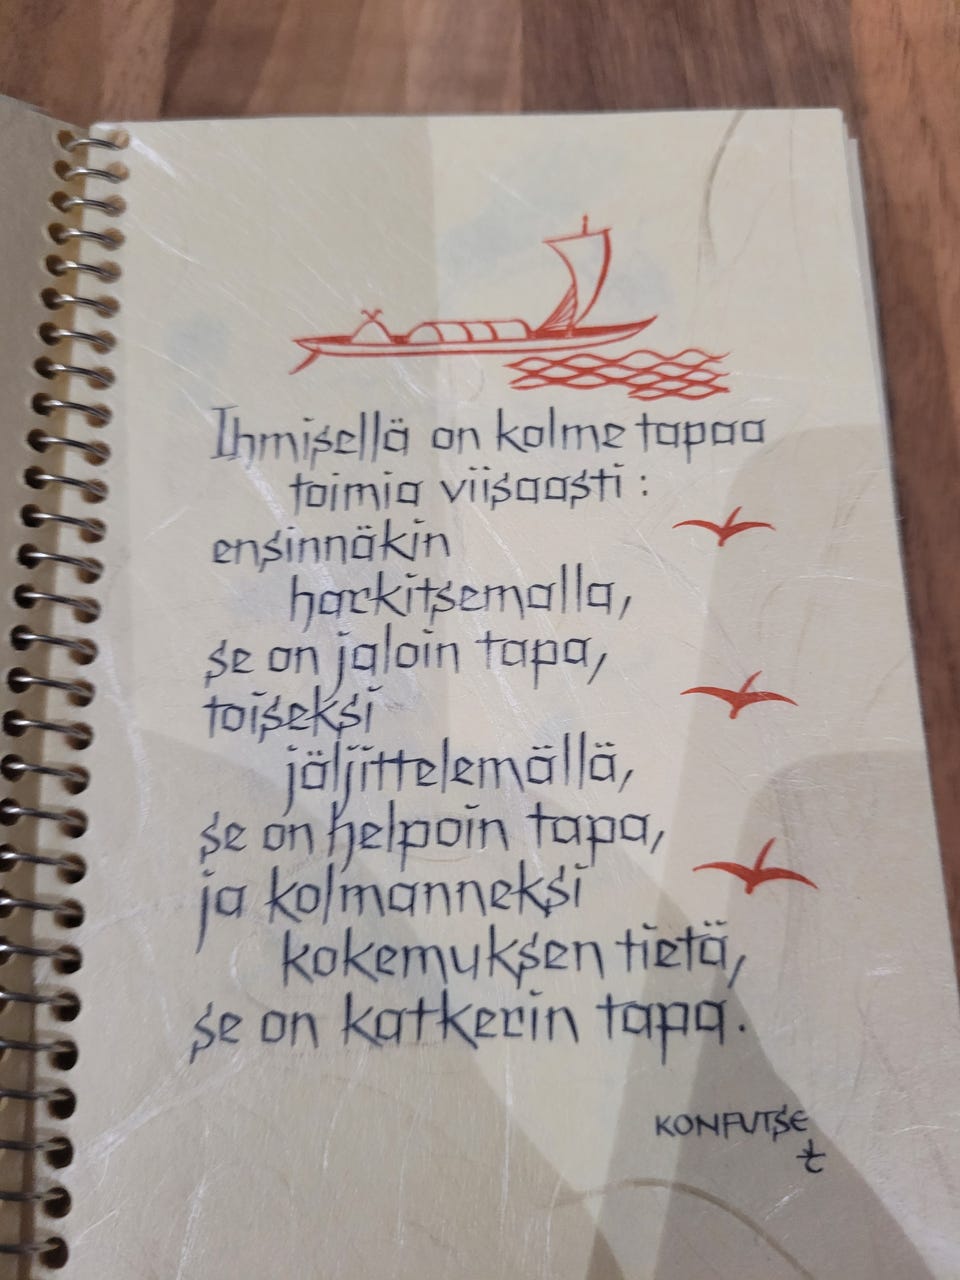 Ihmisellä on kolme tapaa
toimia viisaasti :
ensinnäkin
harkitsemalla,
se on jaloin tapa,
toiseksi
jäljittelemällä,
se on helpoin tapa,
ja kolmanneksi
kokemuksen tietä,
se on katkerin tapa.
KONFUTSE